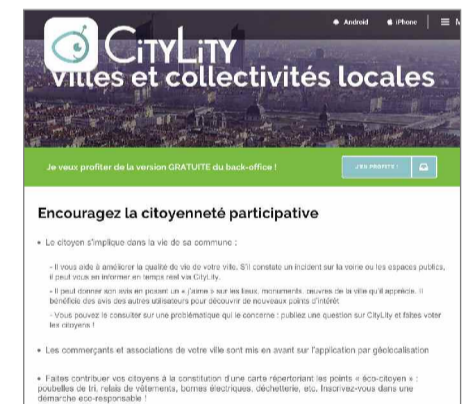 Android iPhone M
CITYLITY
Villes et collectivités locales
Je veux profiter de la version GRATUITE du back-office ! J'EN PROFITE !
Encouragez la citoyenneté participative
• Le citoyen s'implique dans la vie de sa commune :
- Il vous aide à améliorer la qualité de vie de votre ville. S'il constate un incident sur la voirie ou les espaces publics,
il peut vous en informer en temps réel via CityLity.
- Il peut donner son avis en posant un « j'aime » sur les lieux, monuments, œuvres de la ville qu'il apprécie. Il
bénéficie des avis des autres utilisateurs pour découvrir de nouveaux points d'intérêt
- Vous pouvez le consulter sur une problématique qui le concerne : publiez une question sur CityLity et faites voter
les citoyens !
• Les commerçants et associations de votre ville sont mis en avant sur l'application par géolocalisation
• Faites contribuer vos citoyens à la constitution d'une carte répertoriant les points « éco-citoyen » :
poubelles de tri, relais de vêtements, bornes électriques, déchetterie, etc. Inscrivez-vous dans une
démarche eco-responsable !